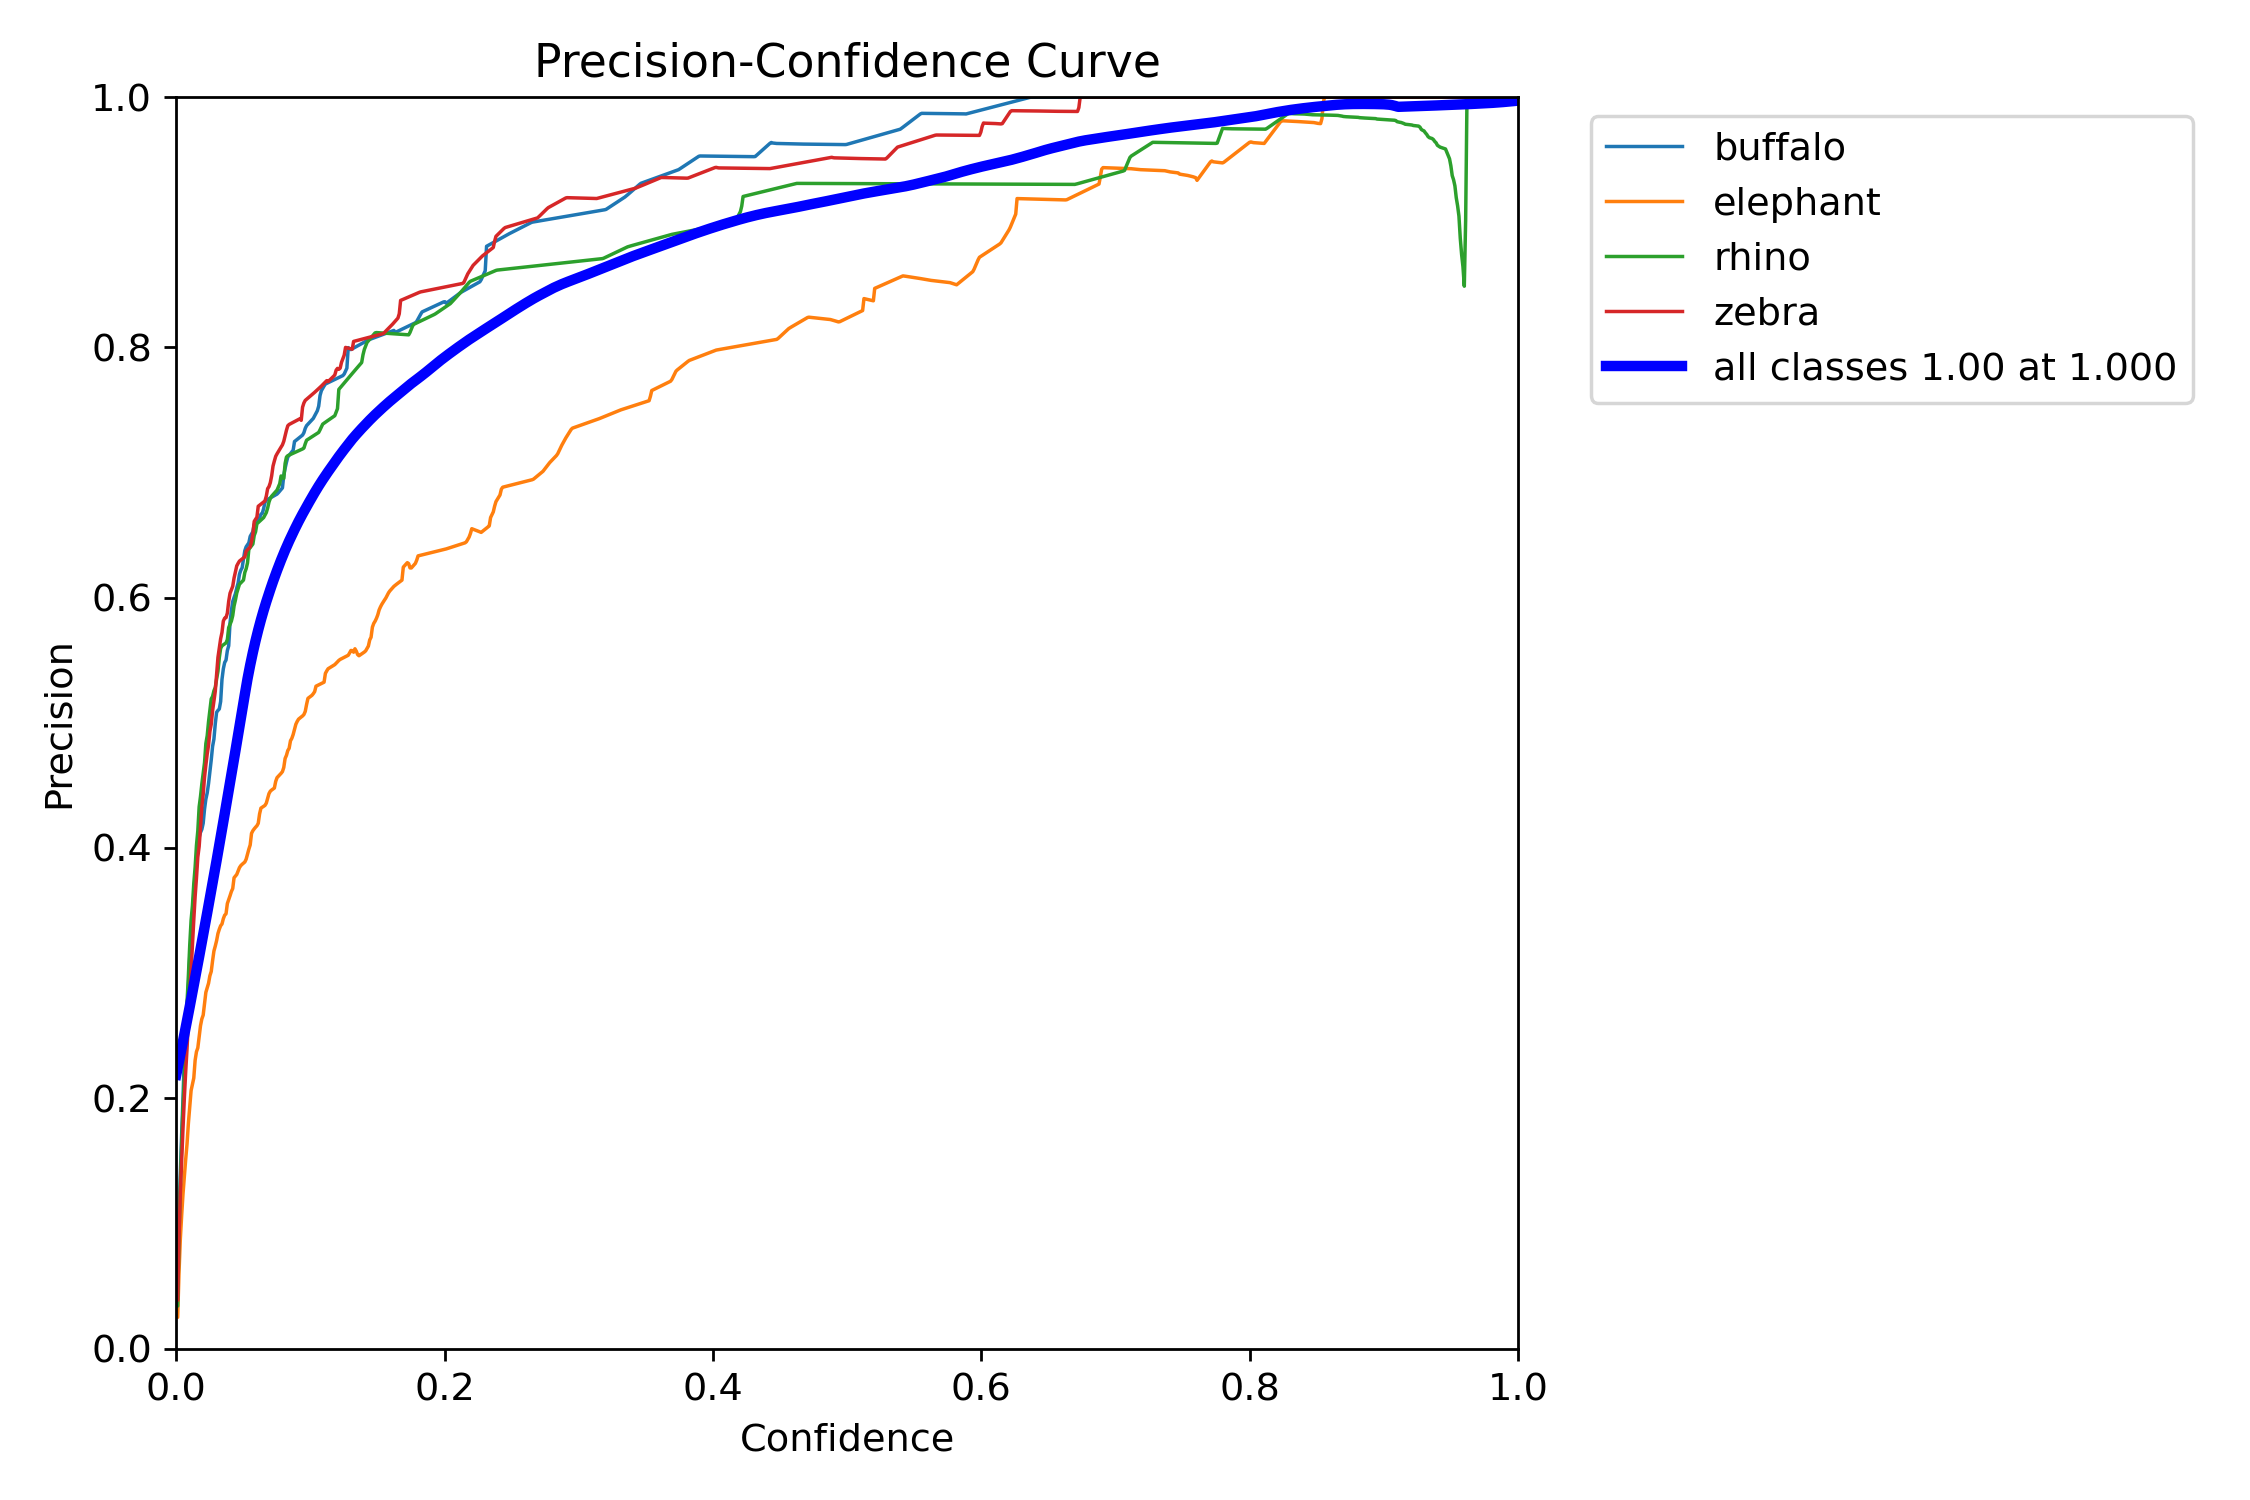 Precision-Confidence Curve
1.0
0.8
0.6
0.4
0.2
0.0
Precision
0.0 0.2 0.4 0.6 0.8 1.0
Confidence
buffalo
elephant
rhino
zebra
all classes 1.00 at 1.000